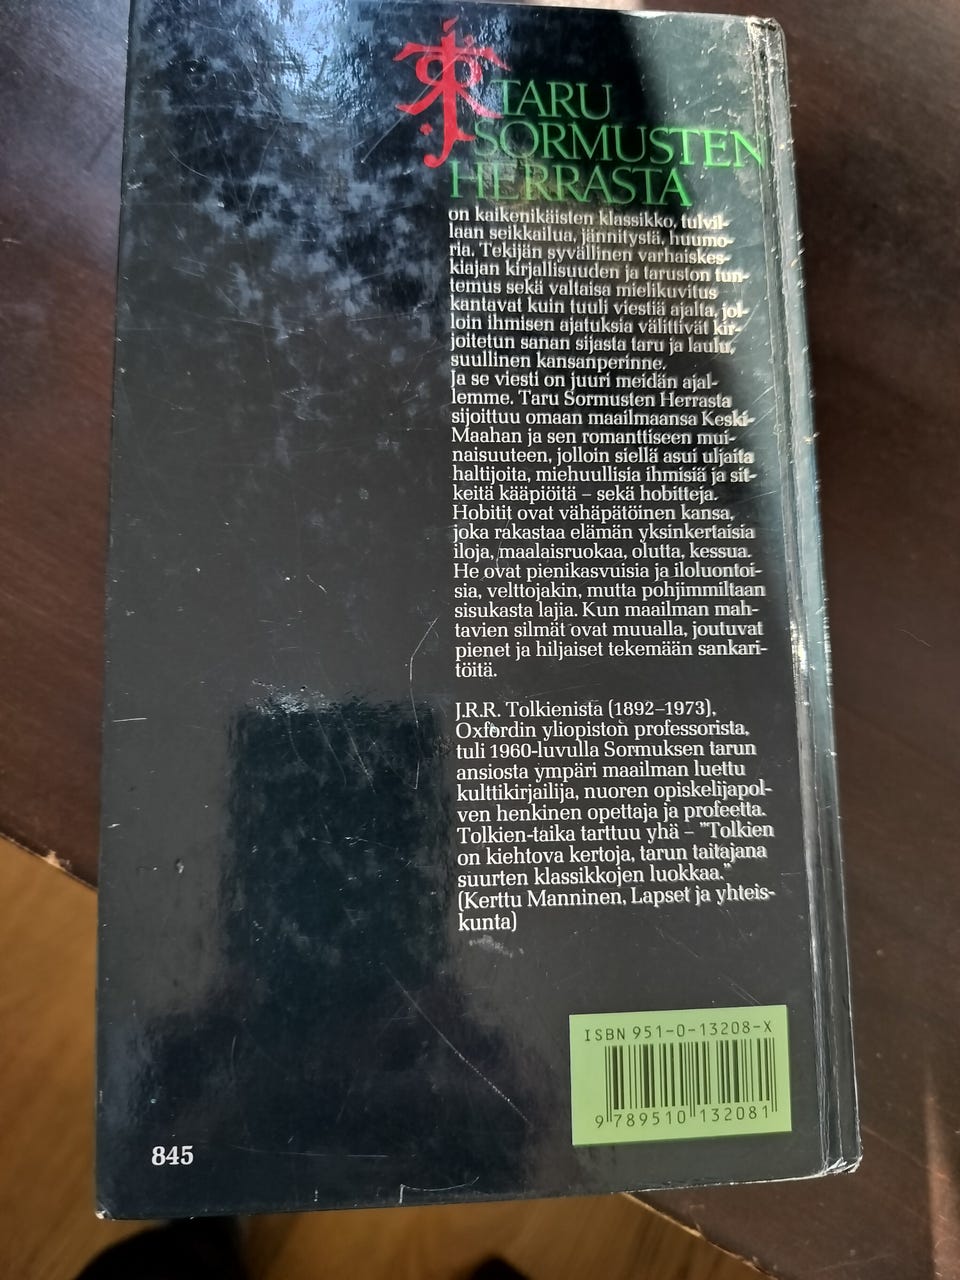 TARU
SORMUSTEN
HERRASTA
on kaikenikäisten klassikko, tulvil-
laan seikkailua, jännitystä, huumo-
ria. Tekijän syvällinen varhaiskes-
kiajan kirjallisuuden ja taruston tun-
temus sekä valtaisa mielikuvitus
kantavat kuin tuuli viestiä ajalta, jol-
loin ihmisen ajatuksia välittivät kir-
joitetun sanan sijasta taru ja laulu,
suullinen kansanperinne.
Ja se viesti on juuri meidän ajal-
lemme. Taru Sormusten Herrasta
sijoittuu omaan maailmaansa Keski-
Maahan ja sen romanttiseen mui-
naisuuteen, jolloin siellä asui uljaita
haltijoita, miehuullisia ihmisiä ja sit-
keitä kääpiöitä – sekä hobitteja.
Hobitit ovat vähäpätöinen kansa,
joka rakastaa elämän yksinkertaisia
iloja, maalaisruokaa, olutta, kessua.
He ovat pienikasvuisia ja iloluontoi-
sia, velttojakin, mutta pohjimmiltaan
sisukasta lajia. Kun maailman mah-
tavien silmät ovat muualla, joutuvat
pienet ja hiljaiset tekemään sankari-
töitä.
J.R.R. Tolkienista (1892–1973),
Oxfordin yliopiston professorista,
tuli 1960-luvulla Sormuksen tarun
ansiosta ympäri maailman luettu
kulttikirjailija, nuoren opiskelijapol-
ven henkinen opettaja ja profeetta.
Tolkien-taika tarttuu yhä – "Tolkien
on kiehtova kertoja, tarun taitajana
suurten klassikkojen luokkaa."
(Kerttu Manninen, Lapset ja yhteis-
kunta)
ISBN 951-0-13208-X
9 789510 132081
845